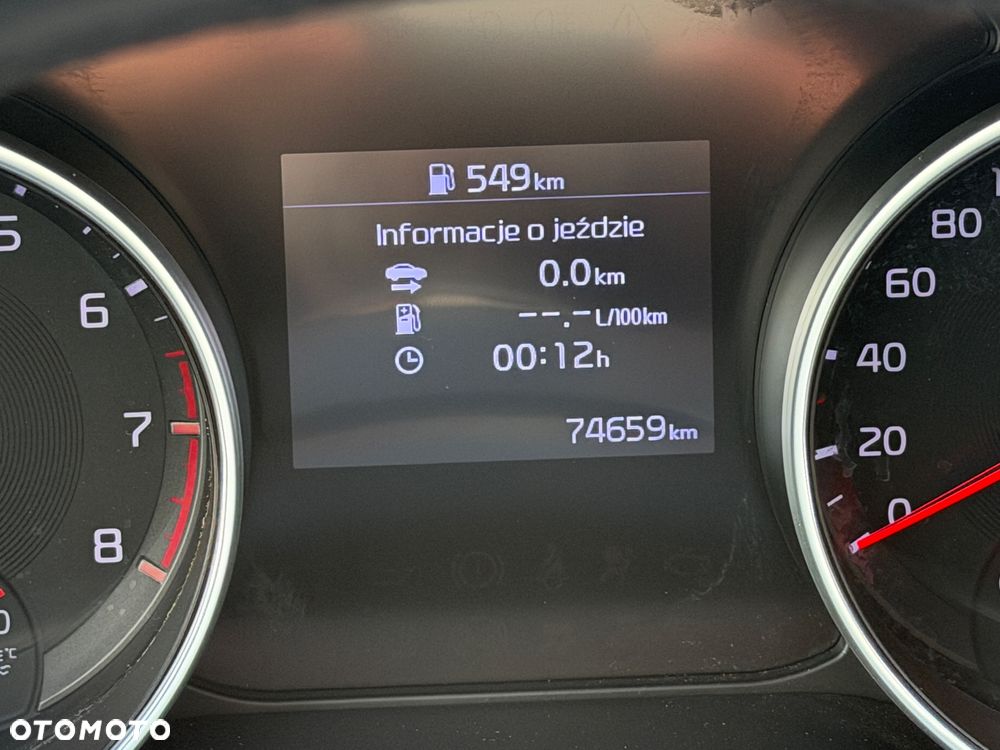 549km
Informacje o jeździe
0.0km
--.-L/100km
00:12h
74659km
5
6
7
8
80
60
40
20
0
OTOMOTO